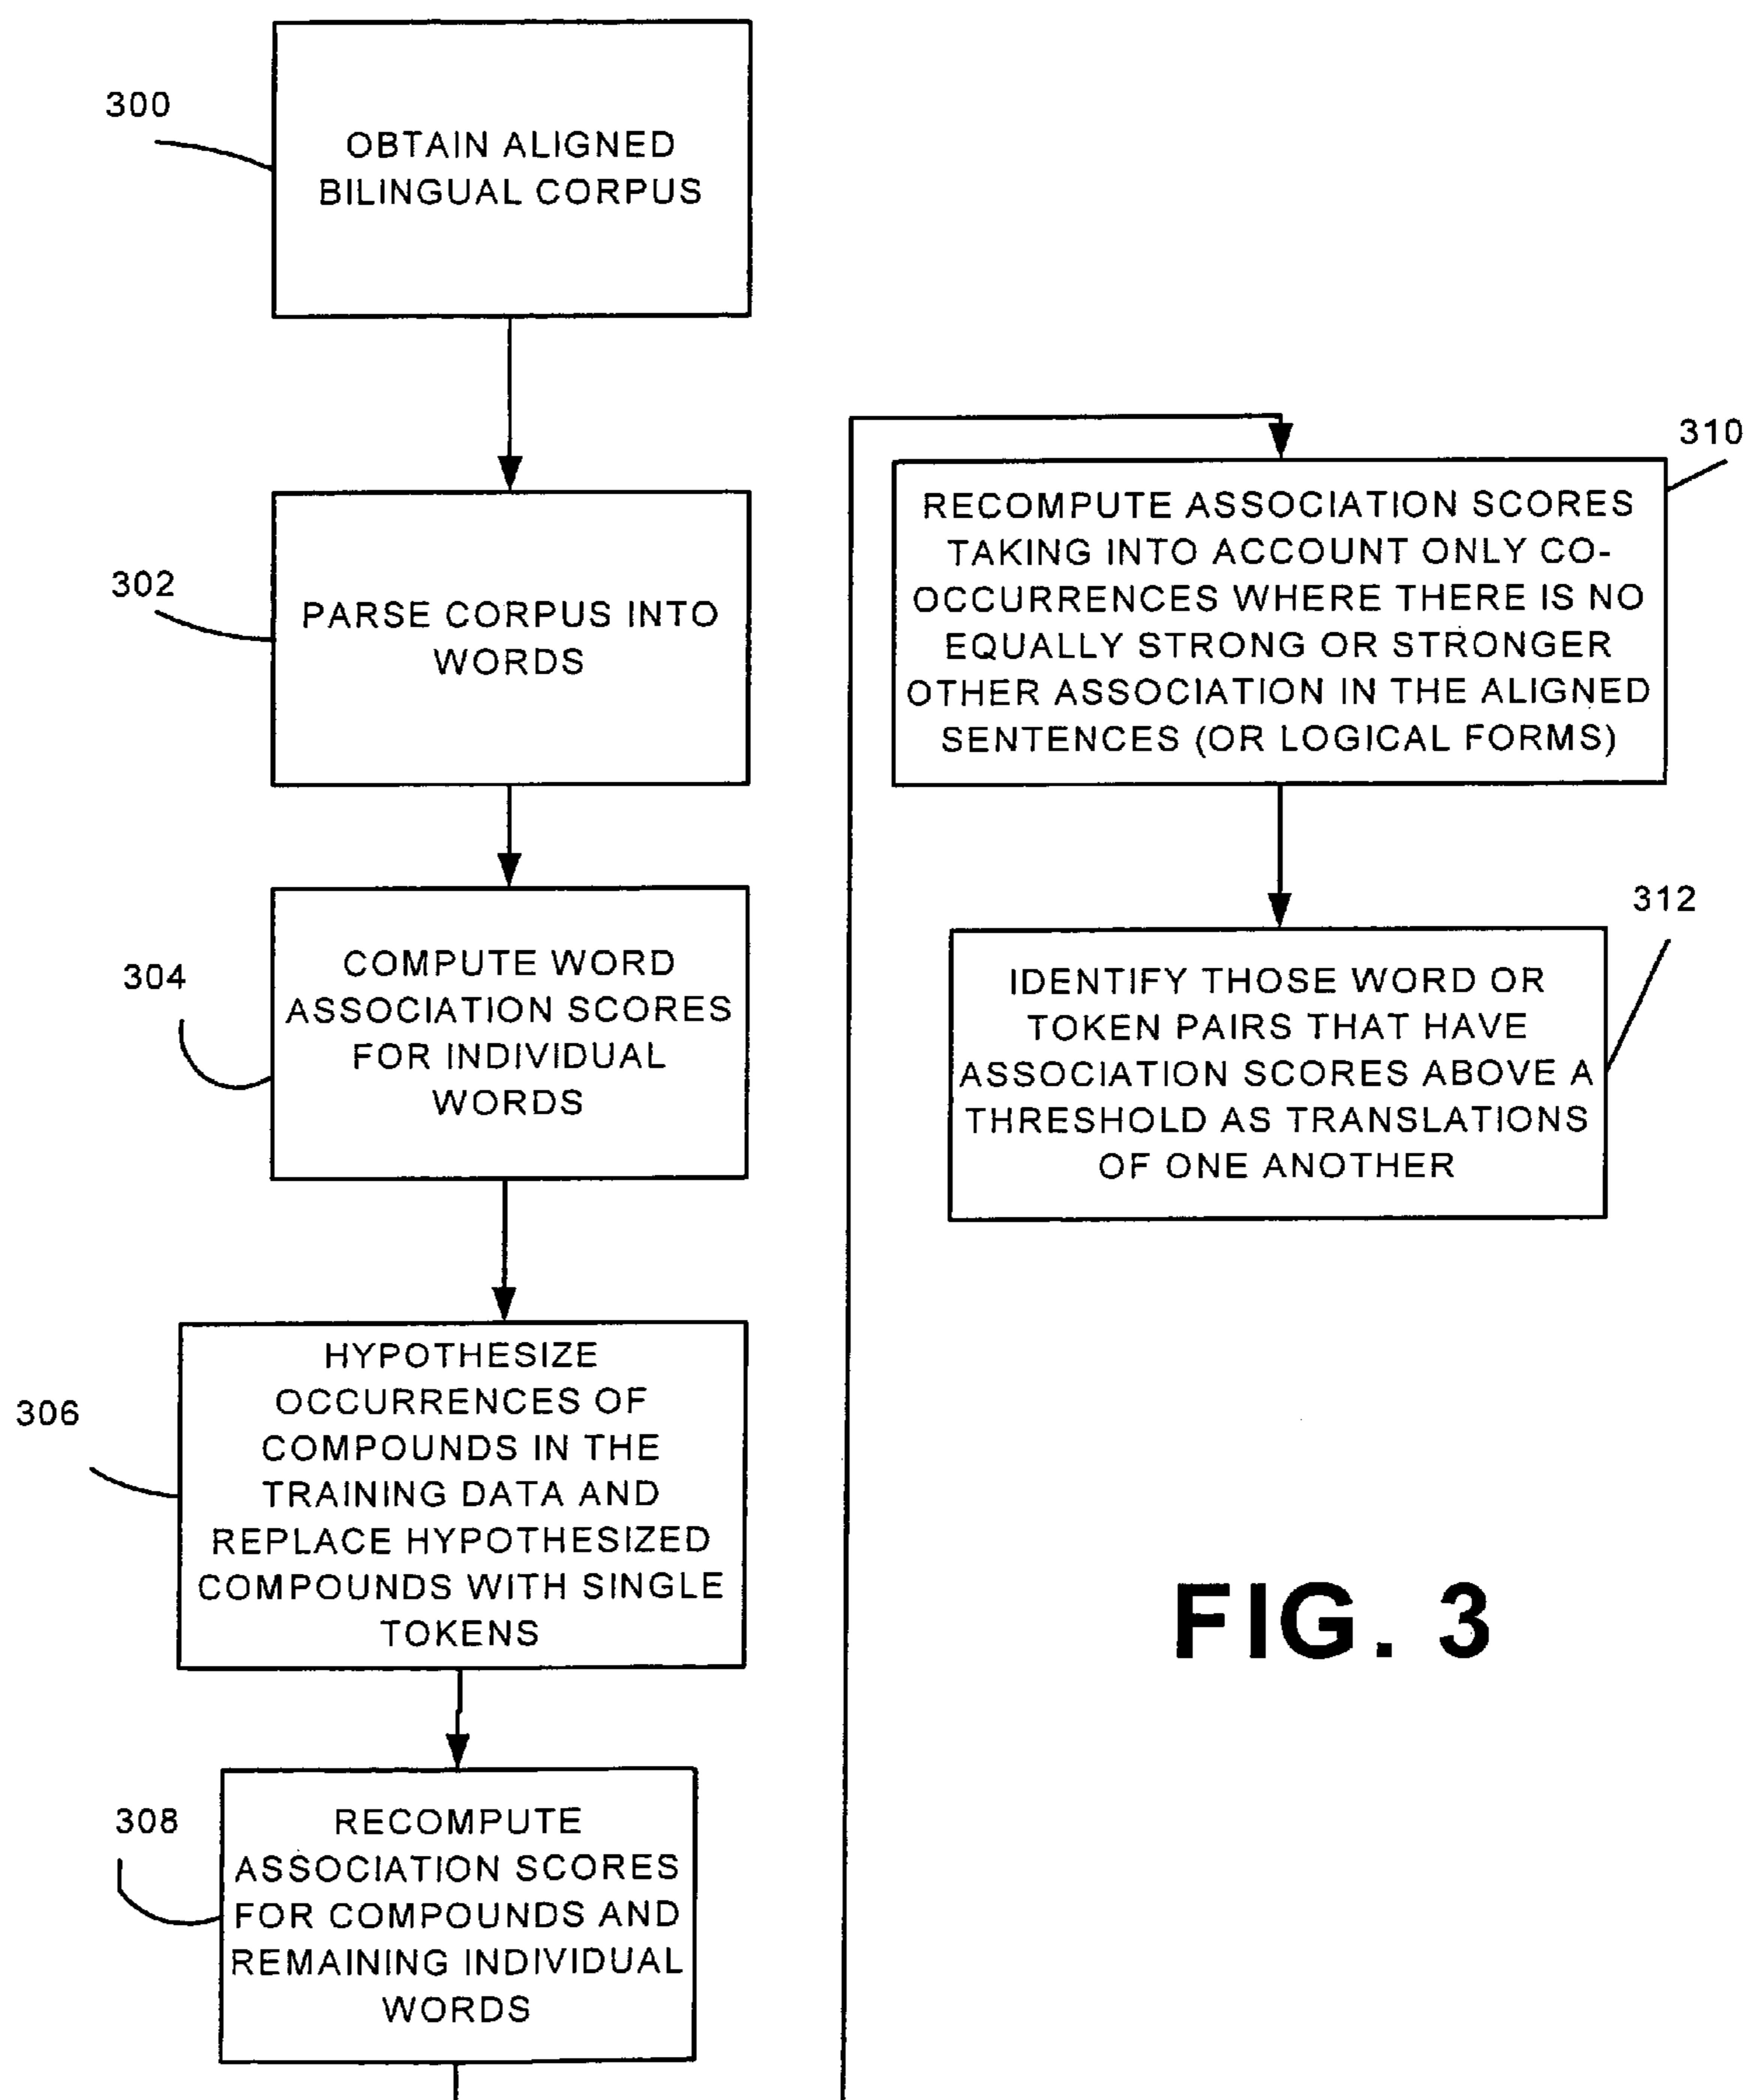 300
OBTAIN ALIGNED
BILINGUAL CORPUS
302
PARSE CORPUS INTO
WORDS
304
COMPUTE WORD
ASSOCIATION SCORES
FOR INDIVIDUAL
WORDS
306
HYPOTHESIZE
OCCURRENCES OF
COMPOUNDS IN THE
TRAINING DATA AND
REPLACE HYPOTHESIZED
COMPOUNDS WITH SINGLE
TOKENS
308
RECOMPUTE
ASSOCIATION SCORES
FOR COMPOUNDS AND
REMAINING INDIVIDUAL
WORDS
310
RECOMPUTE ASSOCIATION SCORES
TAKING INTO ACCOUNT ONLY CO-
OCCURRENCES WHERE THERE IS NO
EQUALLY STRONG OR STRONGER
OTHER ASSOCIATION IN THE ALIGNED
SENTENCES (OR LOGICAL FORMS)
312
IDENTIFY THOSE WORD OR
TOKEN PAIRS THAT HAVE
ASSOCIATION SCORES ABOVE A
THRESHOLD AS TRANSLATIONS
OF ONE ANOTHER
FIG. 3